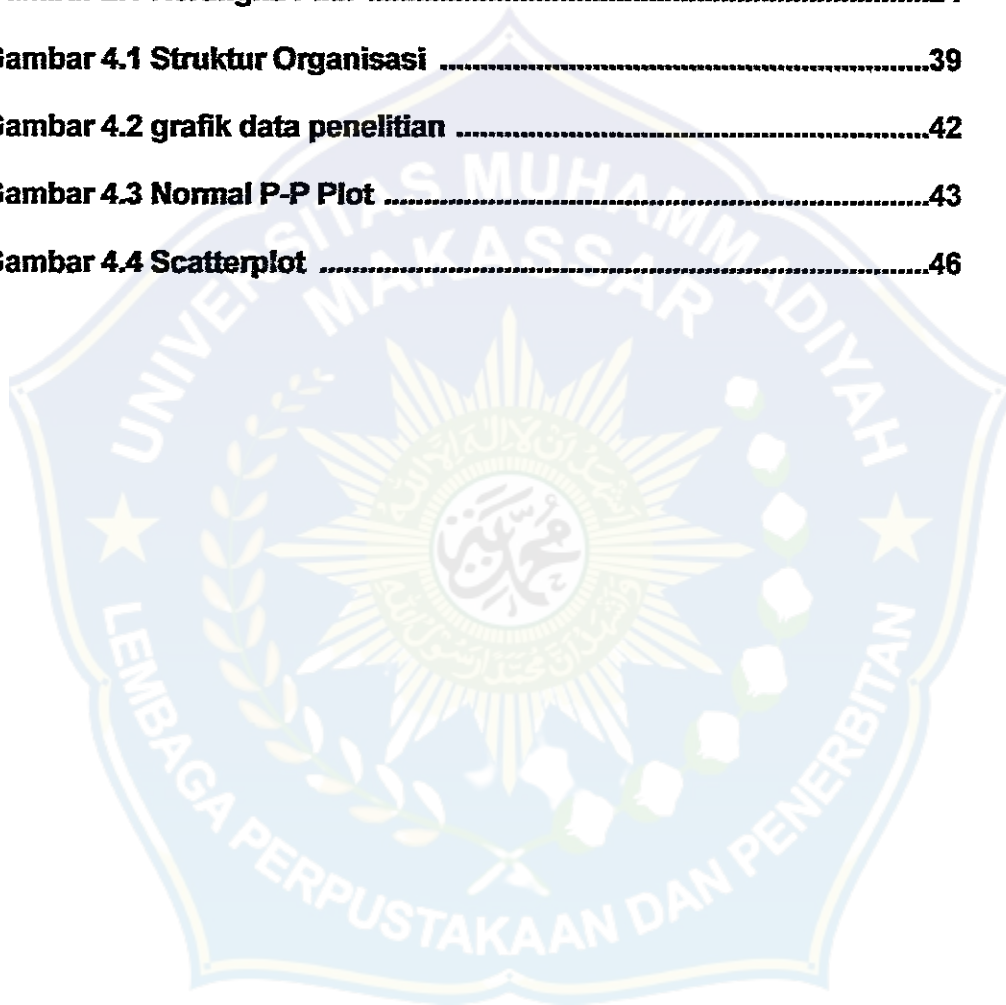 Gambar 4.1 Struktur Organisasi ........................................39
Gambar 4.2 grafik data penelitian ........................................42
Gambar 4.3 Normal P-P Plot ........................................43
Gambar 4.4 Scatterplot ........................................46
UNIVERSITAS MUHAMMADIYAH
MAKASSAR
محمدية
LEMBAGA PERPUSTAKAAN DAN PENERBITAN